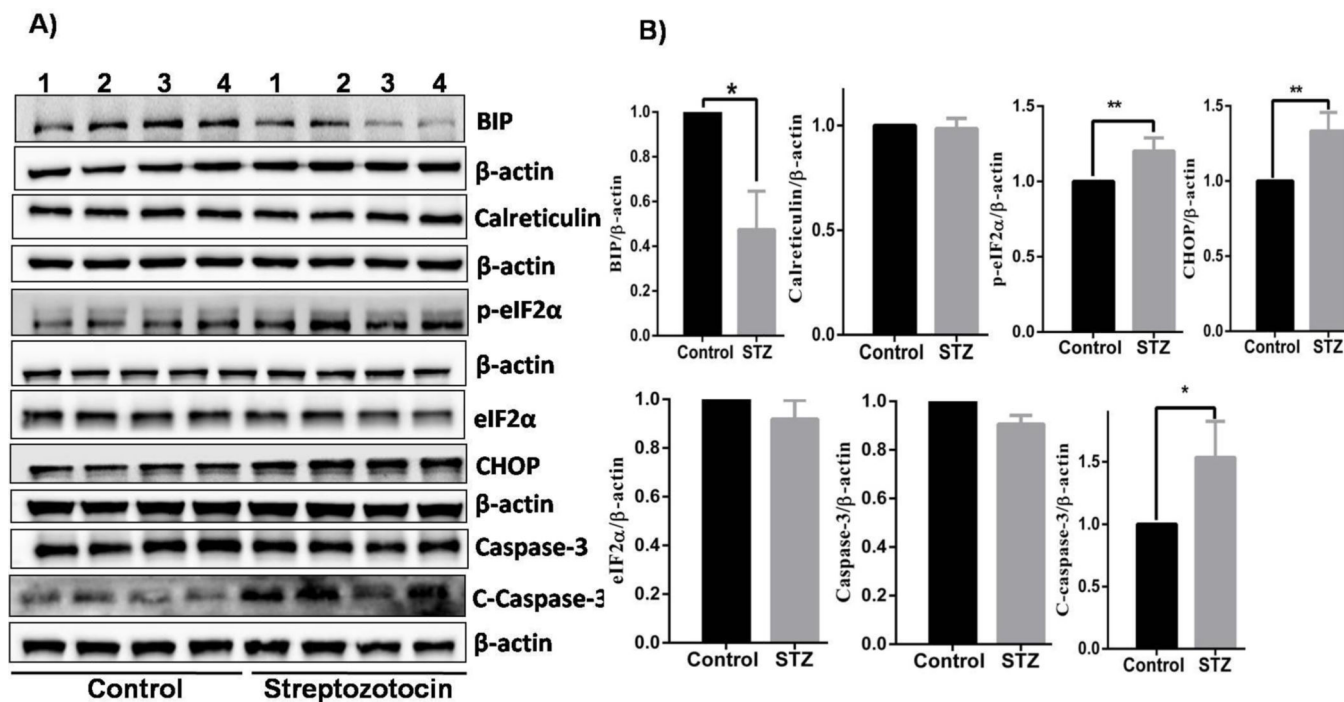 A)
1 2 3 4 1 2 3 4
BIP
β-actin
Calreticulin
β-actin
p-eIF2α
β-actin
eIF2α
CHOP
β-actin
Caspase-3
C-Caspase-3
β-actin
Control Streptozotocin
B)
BIP/β-actin
1.0
0.8
0.6
0.4
0.2
0.0
*
Control STZ
Calreticulin/β-actin
1.0
0.5
0.0
Control STZ
p-eIF2α/β-actin
1.5
1.0
0.5
0.0
**
Control STZ
CHOP/β-actin
1.5
1.0
0.5
0.0
**
Control STZ
eIF2α/β-actin
1.0
0.8
0.6
0.4
0.2
0.0
Control STZ
Caspase-3/β-actin
1.0
0.8
0.6
0.4
0.2
0.0
Control STZ
C-caspase-3/β-actin
1.5
1.0
0.5
0.0
*
Control STZ